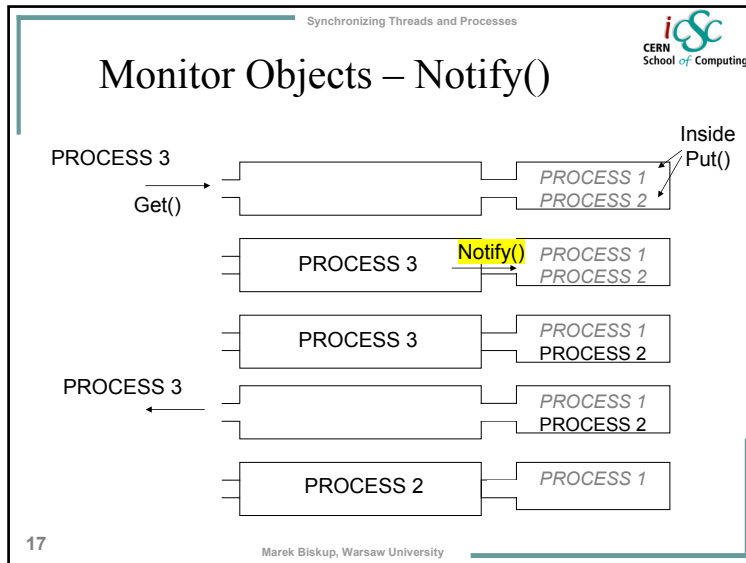 Synchronizing Threads and Processes
iCSC
CERN
School of Computing
Monitor Objects – Notify()
Inside
Put()
PROCESS 3
Get()
PROCESS 1
PROCESS 2
PROCESS 3
Notify()
PROCESS 1
PROCESS 2
PROCESS 3
PROCESS 1
PROCESS 2
PROCESS 3
PROCESS 1
PROCESS 2
PROCESS 2
PROCESS 1
17
Marek Biskup, Warsaw University